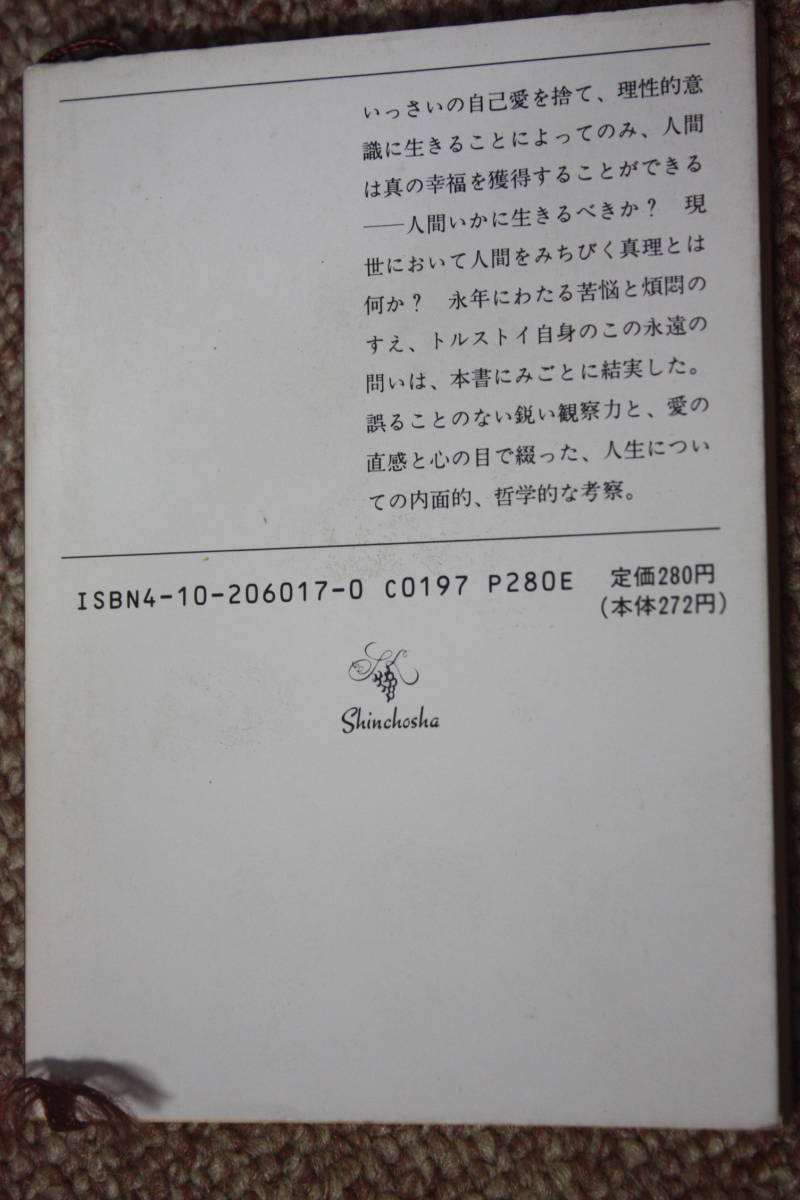 いっさいの自己愛を捨て、理性的意
識に生きることによってのみ、人間
は真の幸福を獲得することができる
――人間いかに生きるべきか？　現
世において人間をみちびく真理とは
何か？　永年にわたる苦悩と煩悶の
すえ、トルストイ自身のこの永遠の
問いは、本書にみごとに結実した。
誤ることのない鋭い観察力と、愛の
直感と心の目で綴った、人生につい
ての内面的、哲学的な考察。
ISBN4-10-206017-0 C0197 P280E 定価280円
(本体272円)
Shinchosha